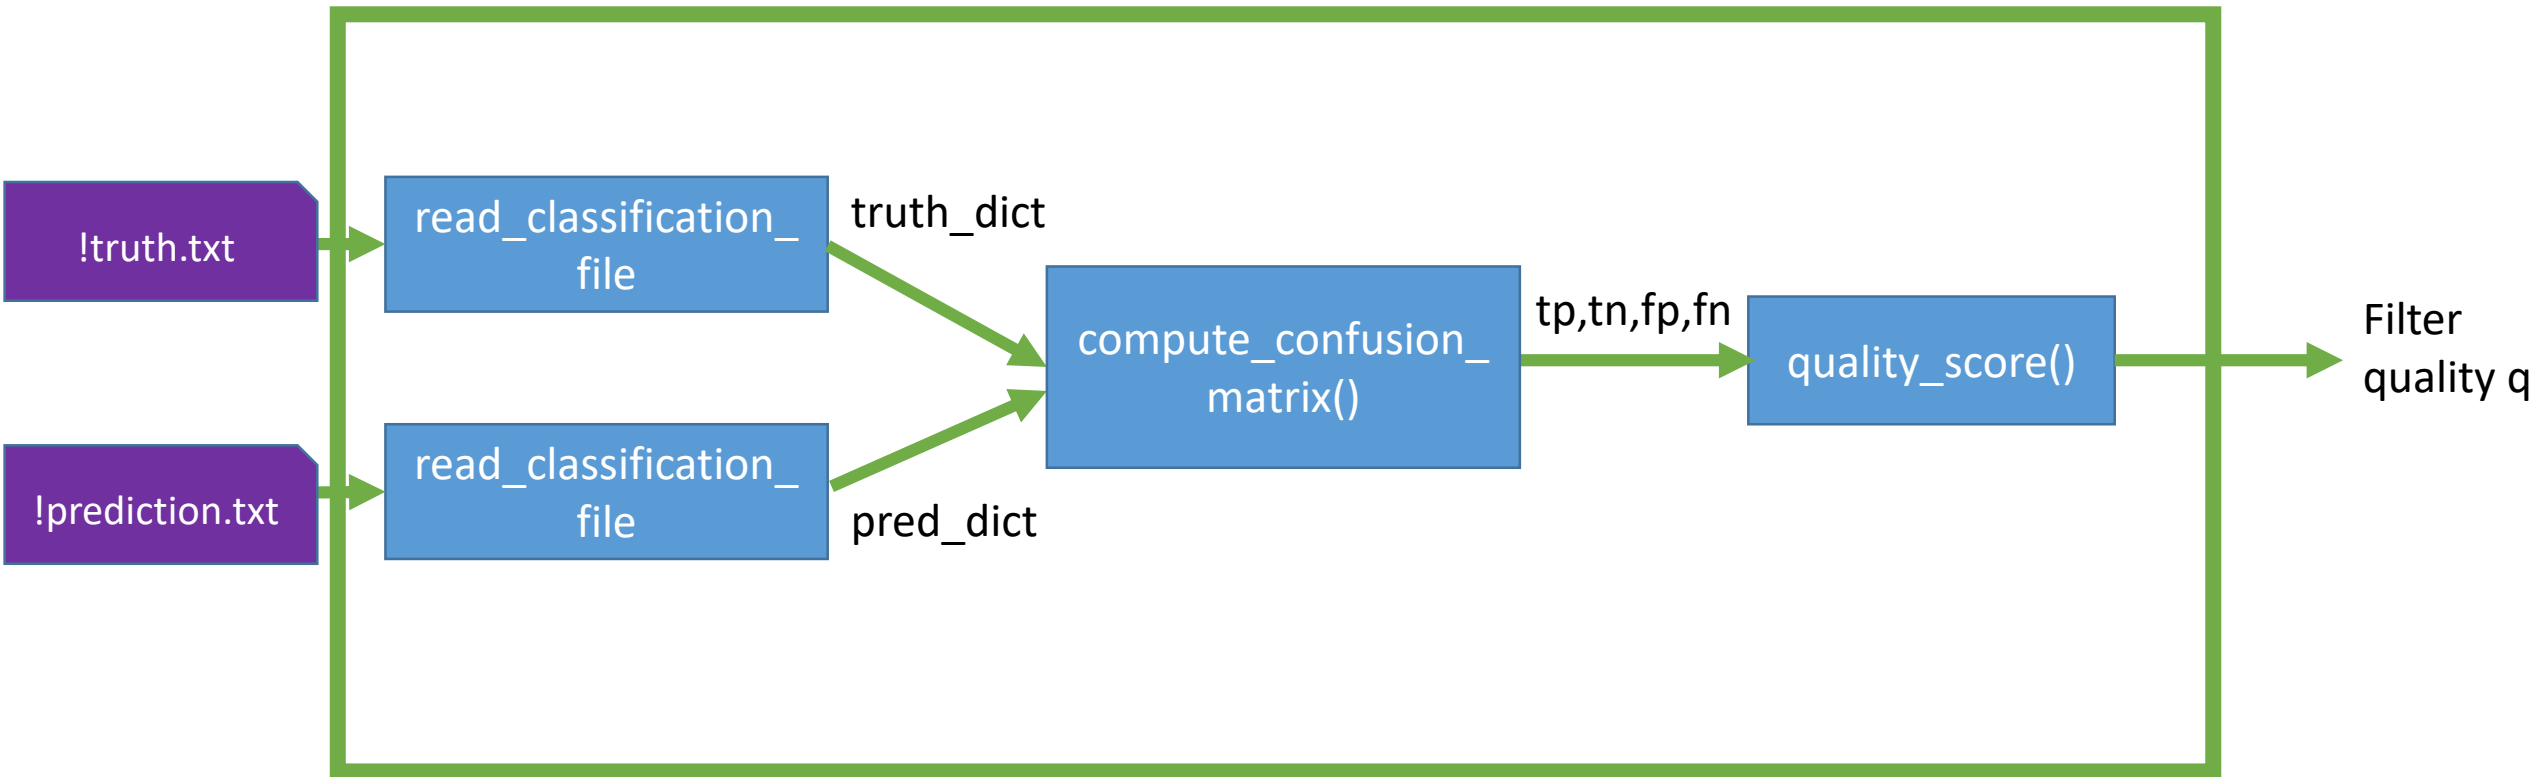 !truth.txt
read_classification_
file
truth_dict
!prediction.txt
read_classification_
file
pred_dict
compute_confusion_
matrix()
tp,tn,fp,fn
quality_score()
Filter
quality q